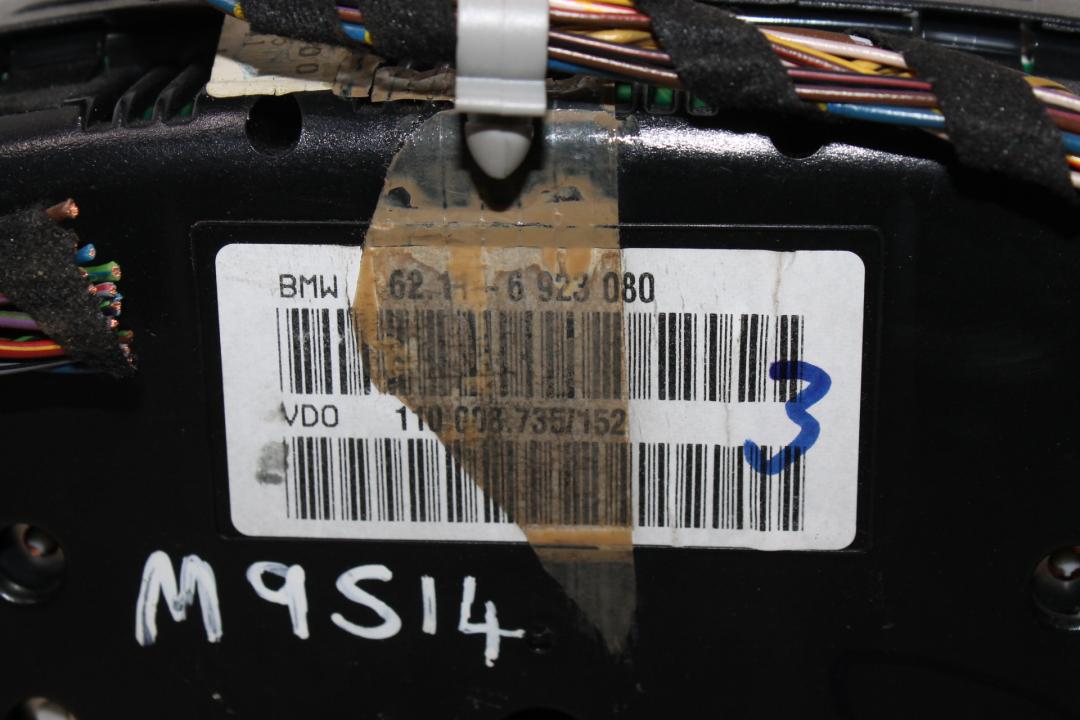 BMW 62.11 - 6 923 080
VDO 110.008.735/152
3
M9S14